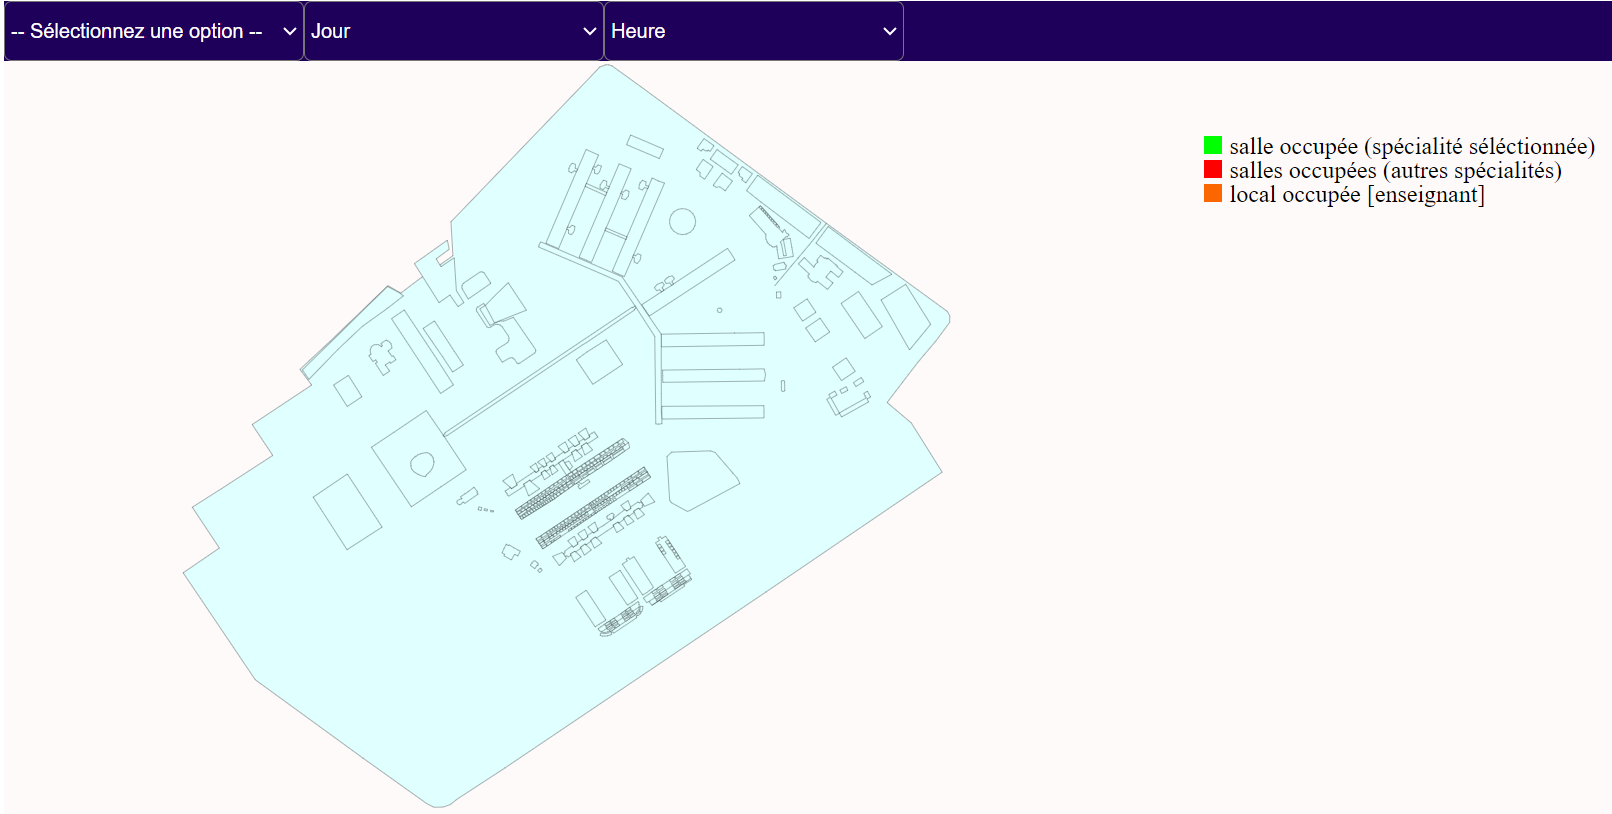 -- Sélectionnez une option -- Jour Heure
salle occupée (spécialité séléctionnée)
salles occupées (autres spécialités)
local occupée [enseignant]